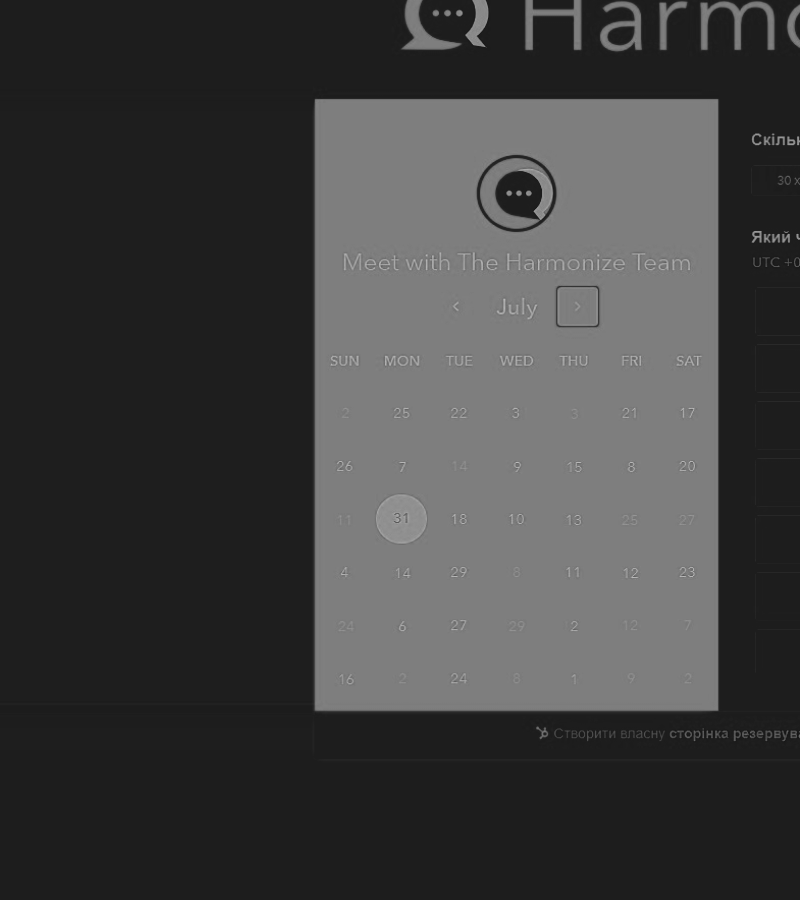 Harmo
Meet with The Harmonize Team
July
SUN MON TUE WED THU FRI SAT
2 25 22 3 3 21 17
26 7 14 9 15 8 20
11 31 18 10 13 25 27
4 14 29 8 11 12 23
24 6 27 29 2 12 7
16 2 24 8 1 9 2
Скільк
30 х
Який ч
UTC +0
Створити власну сторінка резервува